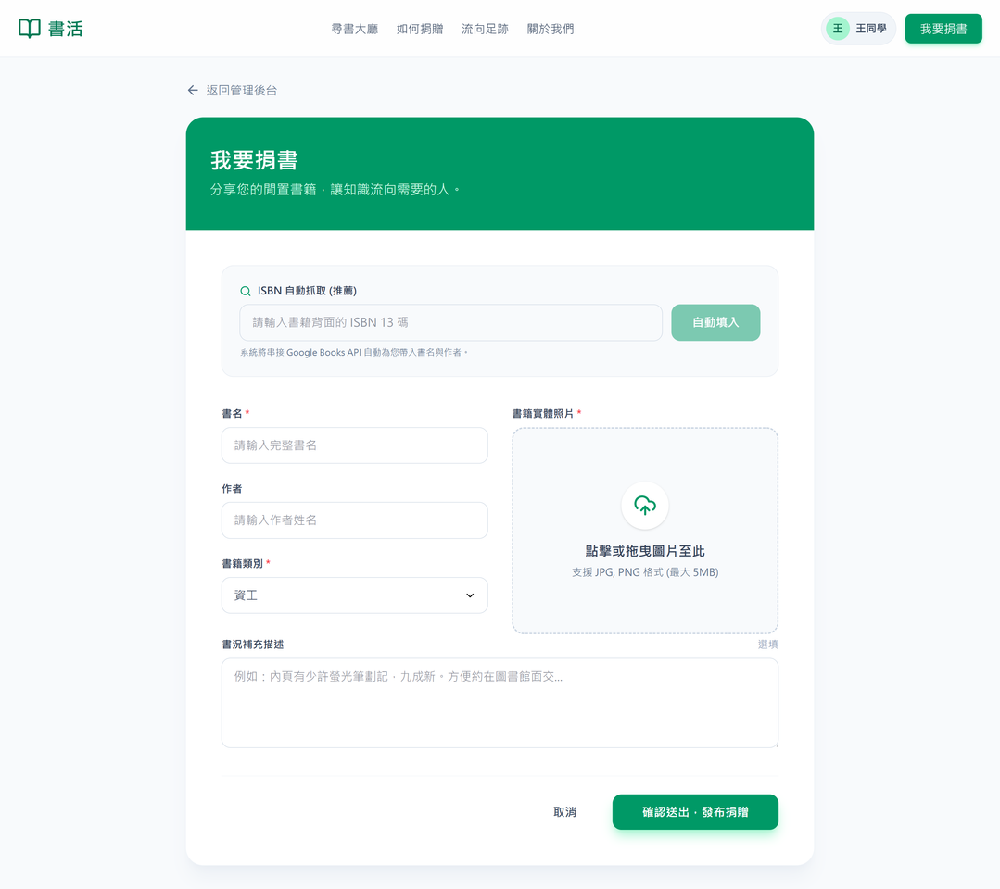 書活
尋書大廳 如何捐贈 流向足跡 關於我們
王 王同學
我要捐書
返回管理後台
我要捐書
分享您的閒置書籍，讓知識流向需要的人。
ISBN 自動抓取 (推薦)
請輸入書籍背面的 ISBN 13 碼
自動填入
系統將串接 Google Books API 自動為您帶入書名與作者。
書名 *
請輸入完整書名
作者
請輸入作者姓名
書籍類別 *
資工
書籍實體照片 *
點擊或拖曳圖片至此
支援 JPG, PNG 格式 (最大 5MB)
書況補充描述
選填
例如：內頁有少許螢光筆劃記，九成新。方便約在圖書館面交...
取消
確認送出，發布捐贈